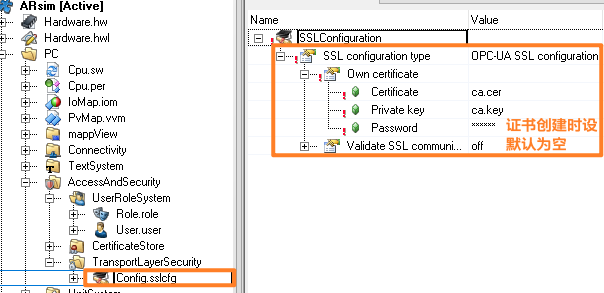 ARsim [Active]
Hardware.hw
Hardware.hwl
PC
Cpu.sw
Cpu.per
IoMap.iom
PvMap.vvm
mappView
Connectivity
TextSystem
AccessAndSecurity
UserRoleSystem
Role.role
User.user
CertificateStore
TransportLayerSecurity
Config.sslcfg
Name Value
SSLConfiguration
SSL configuration type OPC-UA SSL configuration
Own certificate
Certificate ca.cer
Private key ca.key
Password ******
证书创建时设
默认为空
Validate SSL communi... off